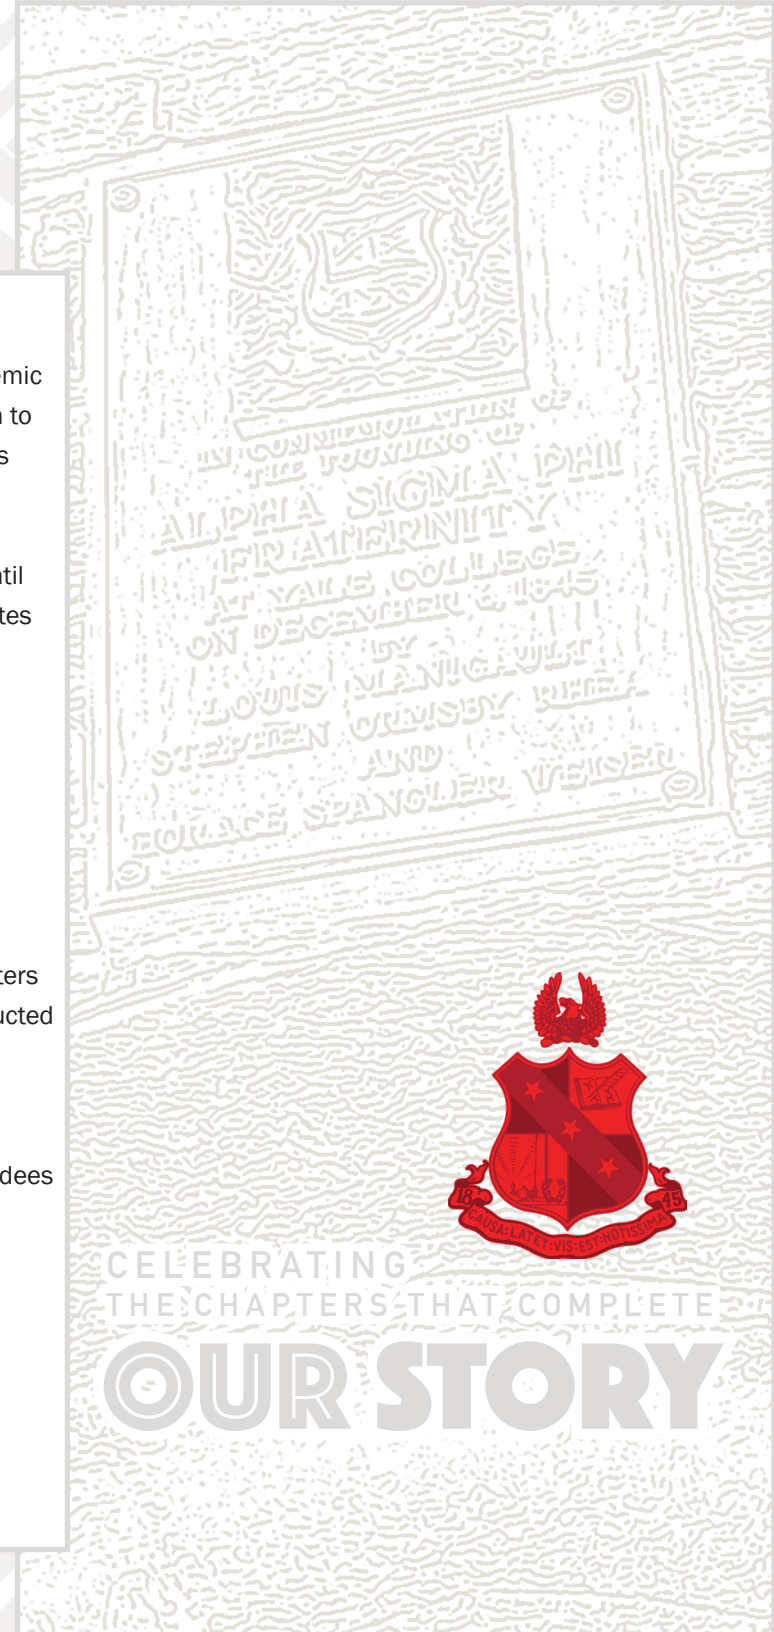 emic
to
s
til
tes
ters
ucted
dees
IN COMMEMORATION OF
THE FOUNDING OF
ALPHA SIGMA PHI
FRATERNITY
AT YALE COLLEGE
ON DECEMBER 6, 1845
BY
LOUIS MANIGAULT
STEPHEN ORMSBY RHEA
AND
HORACE SPANGLER WEISER
18 45
CAUSA:LATET:VIS:EST:NOTISSIMA
CELEBRATING
THE CHAPTERS THAT COMPLETE
OUR STORY